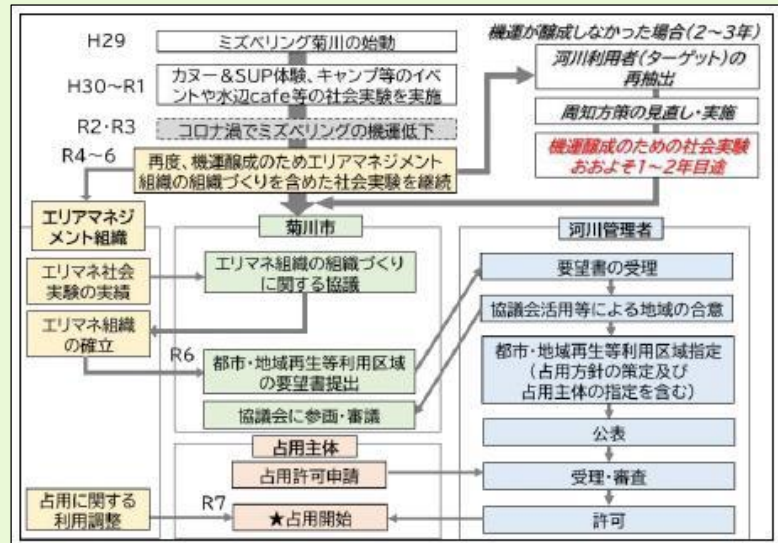 H29
ミズベリング菊川の始動
H30～R1
カヌー＆SUP体験、キャンプ等のイベ
ントや水辺cafe等の社会実験を実施
R2・R3
コロナ渦でミズベリングの機運低下
R4～6
再度、機運醸成のためエリアマネジメント
組織の組織づくりを含めた社会実験を継続
機運が醸成しなかった場合(2～3年)
河川利用者(ターゲット)の
再抽出
周知方策の見直し・実施
機運醸成のための社会実験
おおよそ1～2年目途
エリアマネジ
メント組織
エリマネ社会
実験の実績
エリマネ組織
の確立
占用に関する
利用調整
菊川市
エリマネ組織の組織づくり
に関する協議
R6
都市・地域再生等利用区域
の要望書提出
協議会に参画・審議
占用主体
占用許可申請
R7
★占用開始
河川管理者
要望書の受理
協議会活用等による地域の合意
都市・地域再生等利用区域指定
(占用方針の策定及び
占用主体の指定を含む)
公表
受理・審査
許可